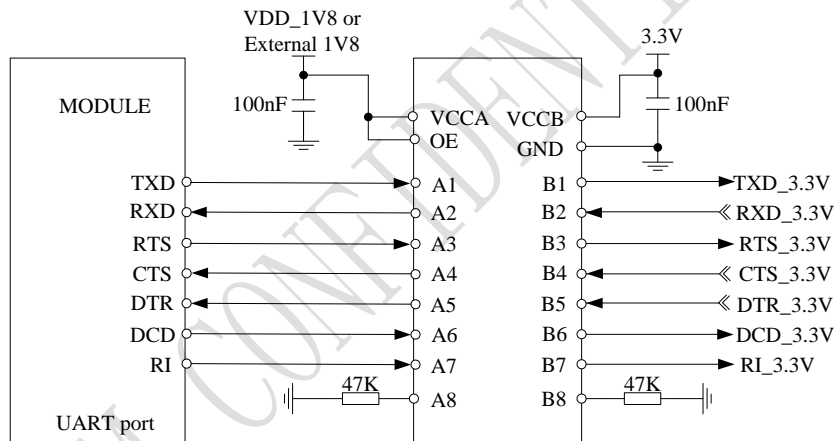 VDD_1V8 or
External 1V8
3.3V
MODULE
100nF
VCCA
VCCB
100nF
OE
GND
TXD
A1
B1
TXD_3.3V
RXD
A2
B2
RXD_3.3V
RTS
A3
B3
RTS_3.3V
CTS
A4
B4
CTS_3.3V
DTR
A5
B5
DTR_3.3V
DCD
A6
B6
DCD_3.3V
RI
A7
B7
RI_3.3V
47K
A8
B8
47K
UART port
CONFIDENT